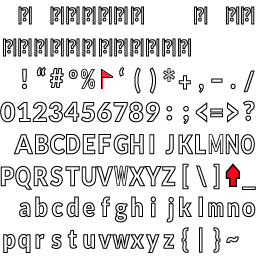 ! “ # ° % ‘ ( ) * + , - . /
0123456789:;<=>?
ABCDEFGHIJKLMNO
PQRSTUVWXYZ[\]_
abcdefghijklmno
pqrstuvwxyz{|}~